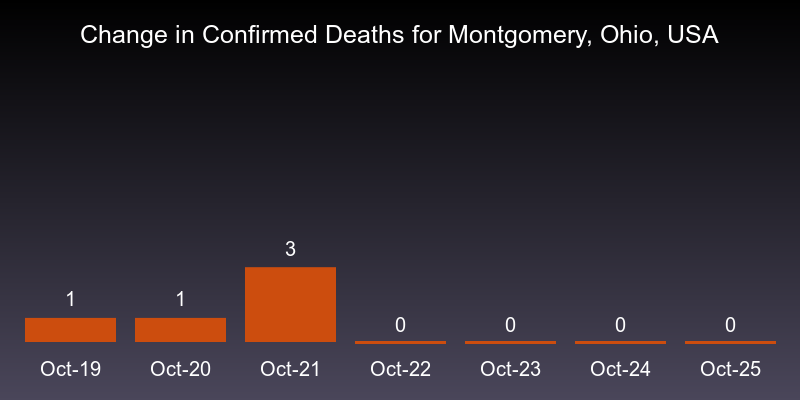 Change in Confirmed Deaths for Montgomery, Ohio, USA
3
1 1
0 0 0 0
Oct-19 Oct-20 Oct-21 Oct-22 Oct-23 Oct-24 Oct-25